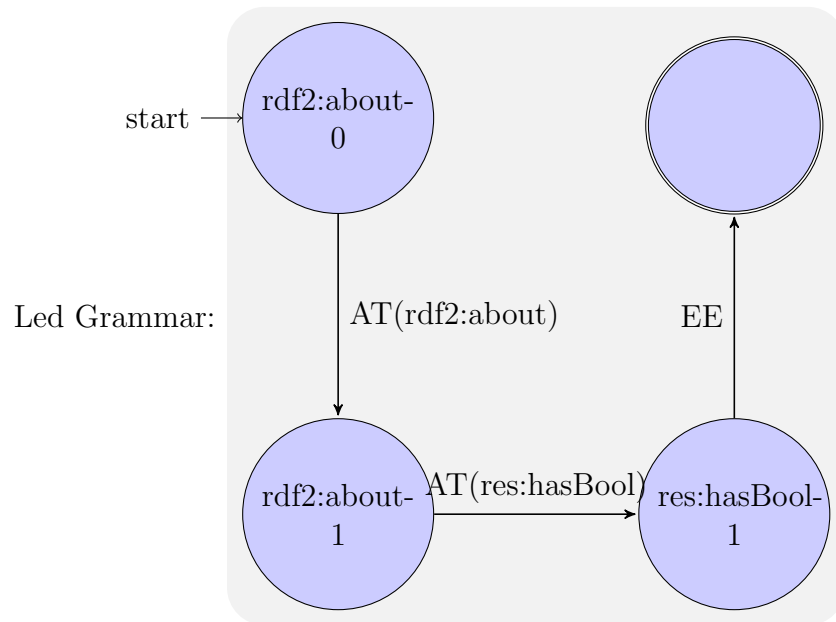 rdf2:about-
0
start
Led Grammar:
AT(rdf2:about)
EE
rdf2:about-
1
AT(res:hasBool)
res:hasBool-
1